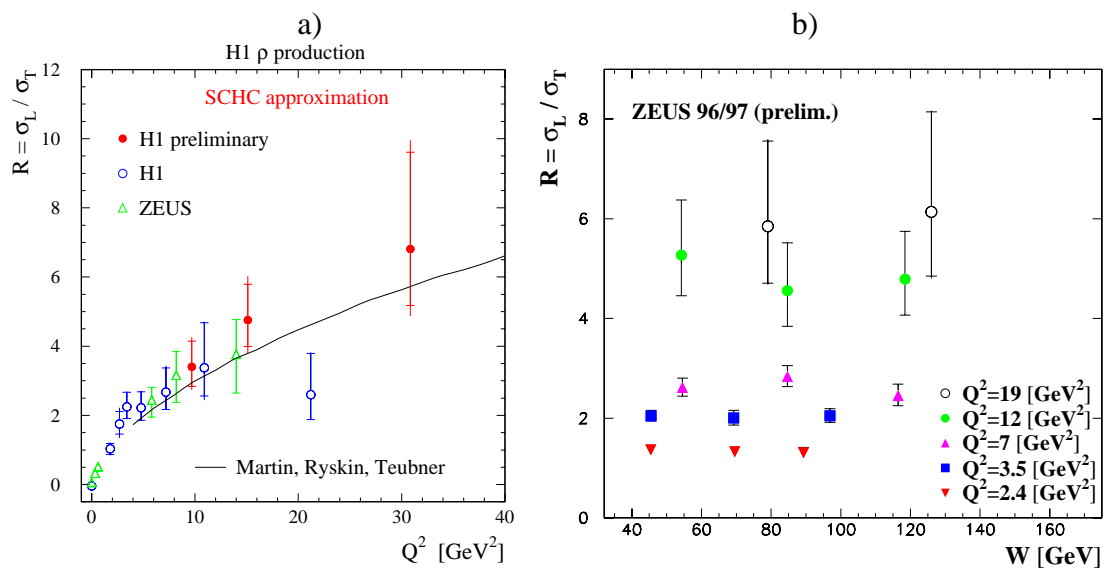 a)
H1 ρ production
R = σL / σT
12
10
8
6
4
2
0
SCHC approximation
H1 preliminary
H1
ZEUS
Martin, Ryskin, Teubner
0 10 20 30 40
Q² [GeV²]
b)
R = σL / σT
8
6
4
2
0
ZEUS 96/97 (prelim.)
Q²=19 [GeV²]
Q²=12 [GeV²]
Q²=7 [GeV²]
Q²=3.5 [GeV²]
Q²=2.4 [GeV²]
40 60 80 100 120 140 160
W [GeV]